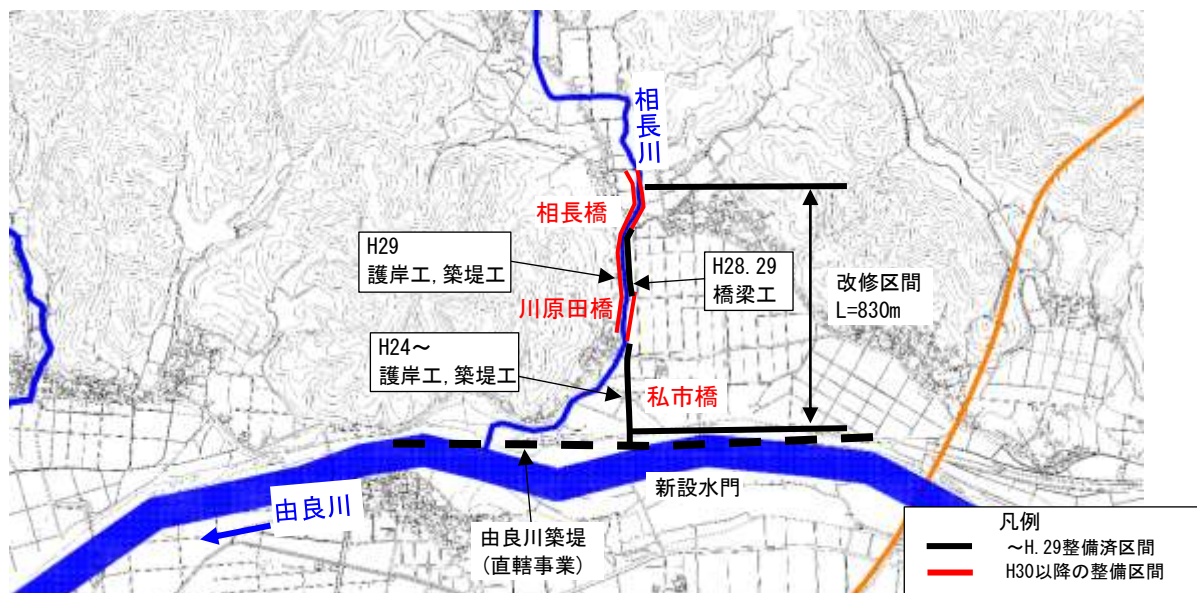 相長川
相長橋
H29
護岸工,築堤工
H28.29
橋梁工
改修区間
L=830m
川原田橋
H24～
護岸工,築堤工
私市橋
新設水門
由良川
由良川築堤
(直轄事業)
凡例
～H.29整備済区間
H30以降の整備区間